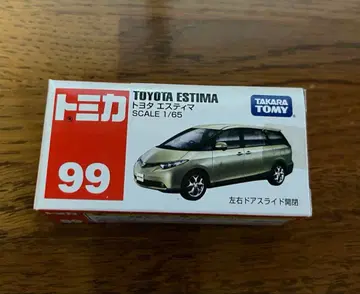 トミカ
99
TOYOTA ESTIMA
トヨタ エスティマ
SCALE 1/65
TAKARA
TOMY
左右ドアスライド開閉